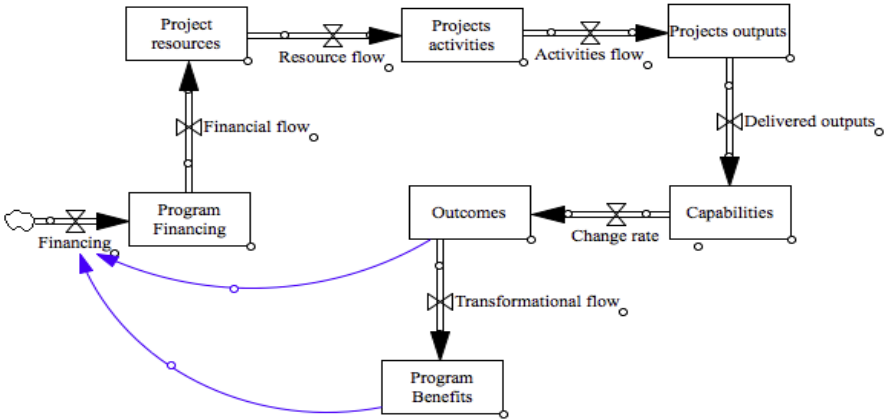 Project
resources
Resource flow
Projects
activities
Activities flow
Projects outputs
Financial flow
Delivered outputs
Program
Financing
Financing
Outcomes
Change rate
Capabilities
Transformational flow
Program
Benefits